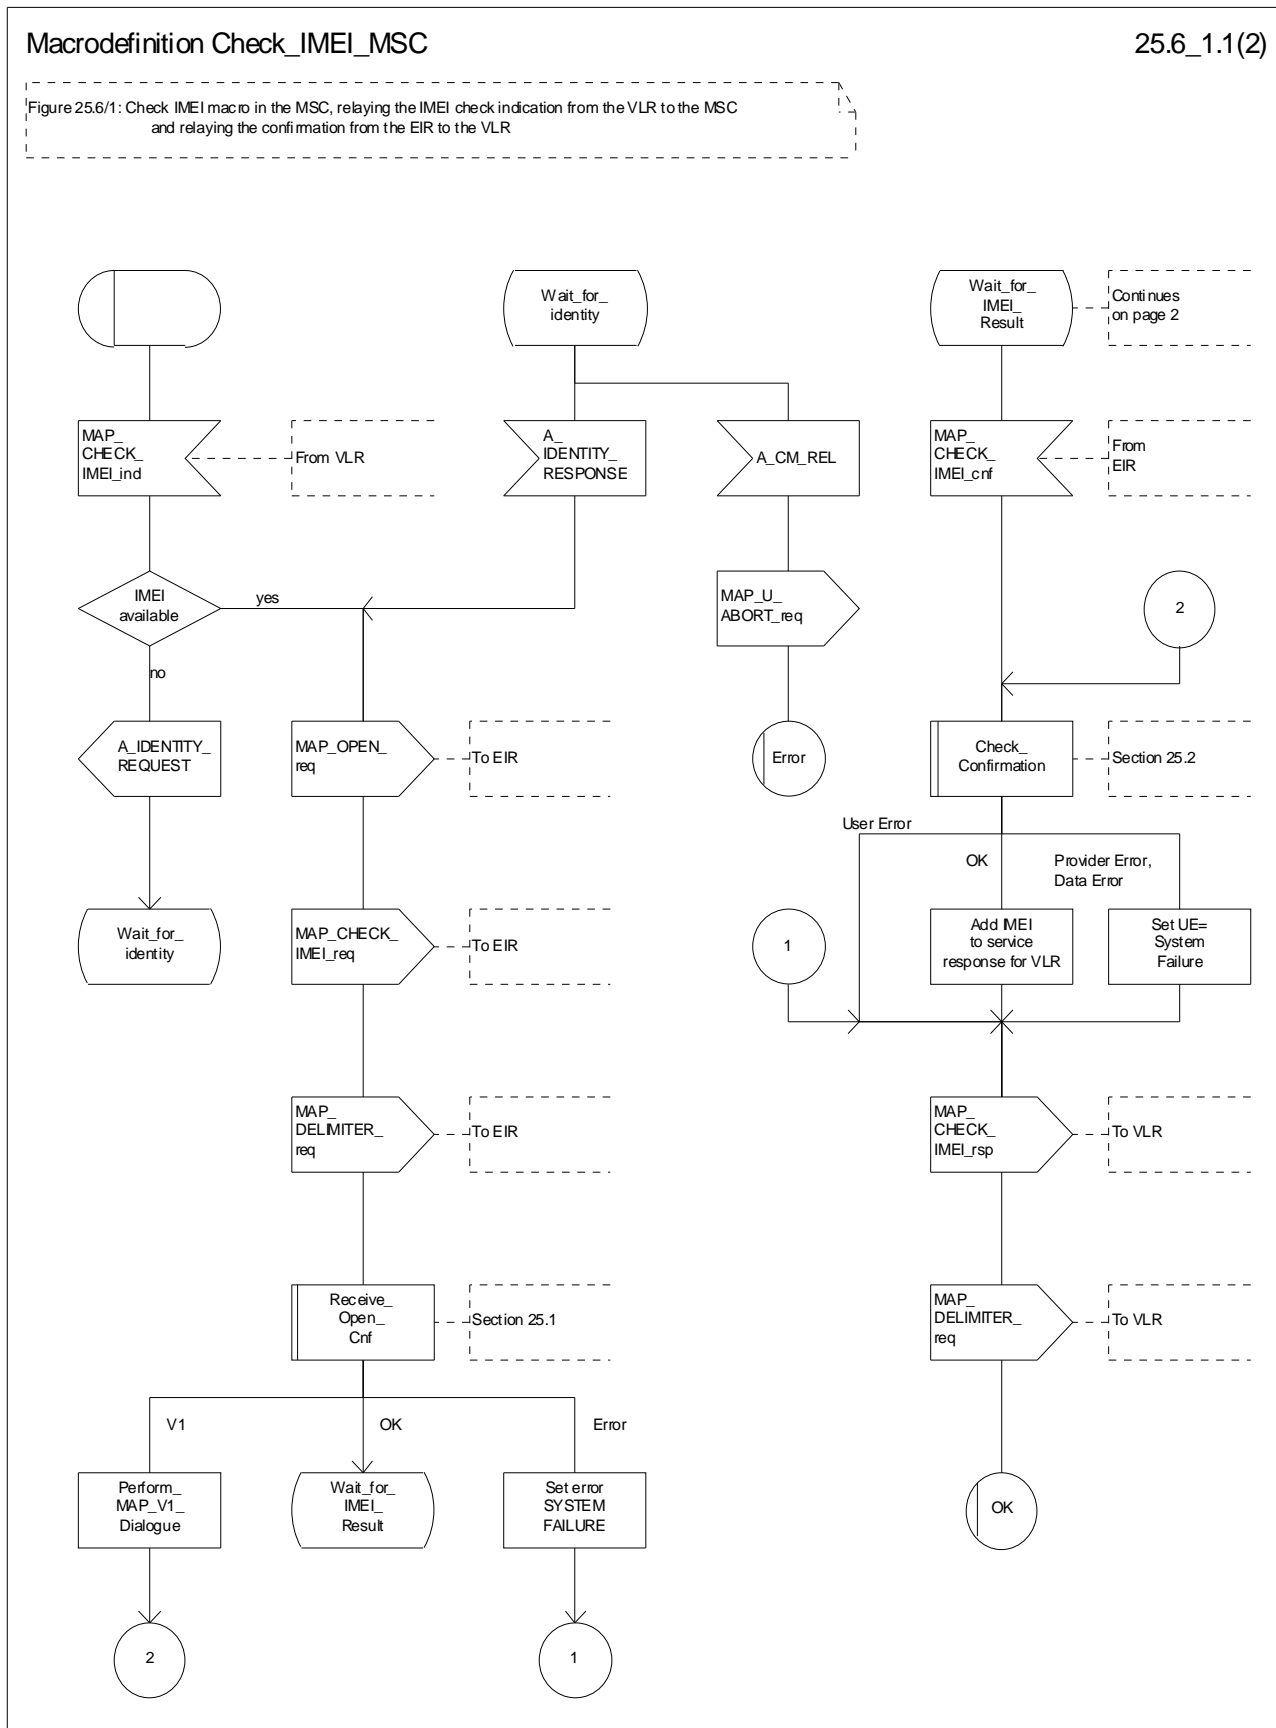 Macrodefinition Check_IMEI_MSC
25.6_1.1(2)
Figure 25.6/1: Check IMEI macro in the MSC, relaying the IMEI check indication from the VLR to the MSC
and relaying the confirmation from the EIR to the VLR
Wait_for_
identity
Wait_for_
IMEI_
Result
Continues
on page 2
MAP_
CHECK_
IMEI_ind
From VLR
A_
IDENTITY_
RESPONSE
A_CM_REL
MAP_
CHECK_
IMEI_cnf
From
EIR
IMEI
available
yes
no
MAP_U_
ABORT_req
2
A_IDENTITY_
REQUEST
MAP_OPEN_
req
To EIR
Error
Check_
Confirmation
Section 25.2
User Error
OK
Provider Error,
Data Error
Wait_for_
identity
MAP_CHECK_
IMEI_req
To EIR
1
Add IMEI
to service
response for VLR
Set UE=
System
Failure
MAP_
DELIMITER_
req
To EIR
MAP_
CHECK_
IMEI_rsp
To VLR
Receive_
Open_
Cnf
Section 25.1
MAP_
DELIMITER_
req
To VLR
V1
OK
Error
Perform_
MAP_V1_
Dialogue
Wait_for_
IMEI_
Result
Set error
SYSTEM
FAILURE
OK
2
1